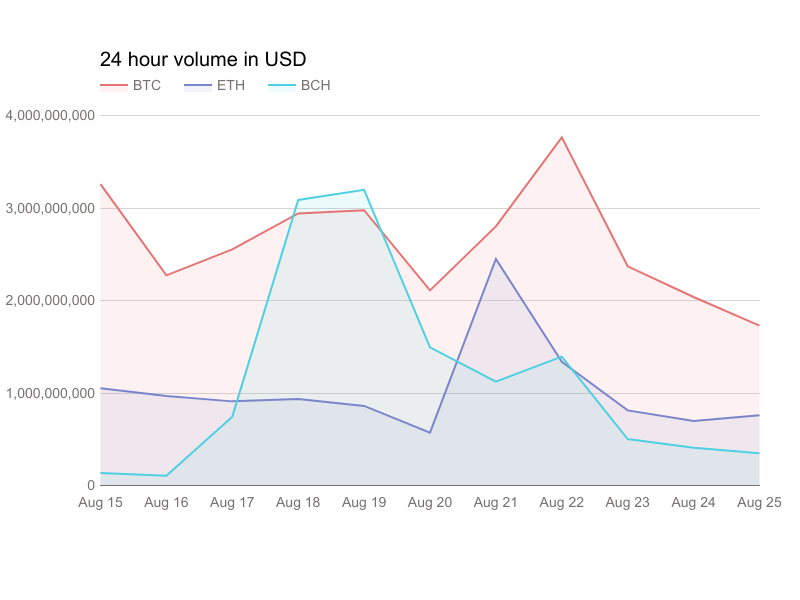 24 hour volume in USD
BTC ETH BCH
4,000,000,000
3,000,000,000
2,000,000,000
1,000,000,000
0
Aug 15 Aug 16 Aug 17 Aug 18 Aug 19 Aug 20 Aug 21 Aug 22 Aug 23 Aug 24 Aug 25